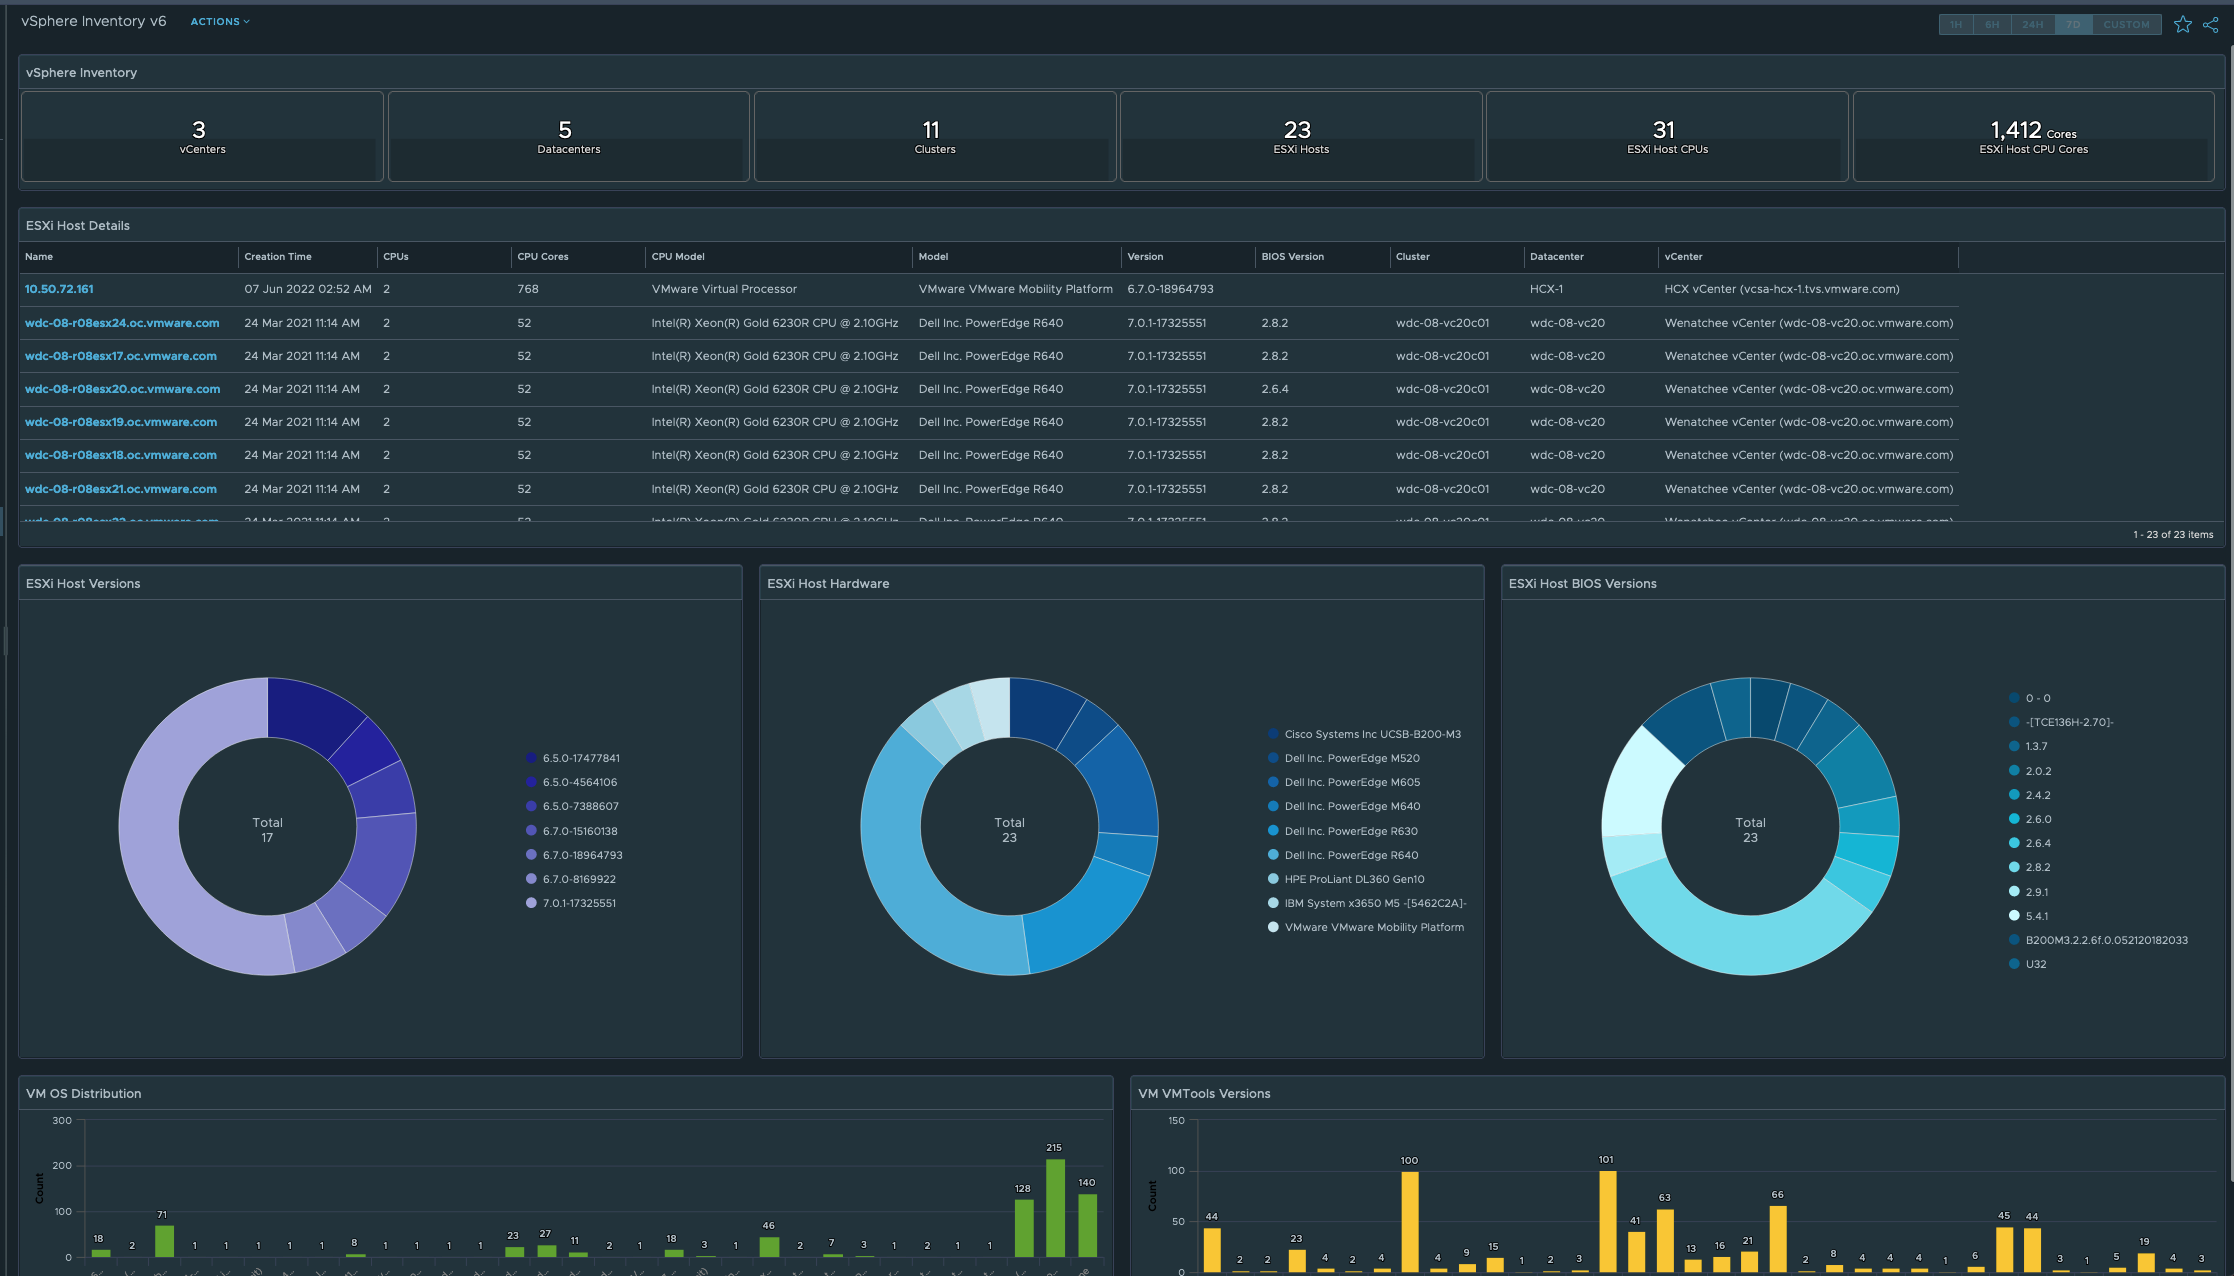 vSphere Inventory v6 ACTIONS
1H 6H 24H 7D CUSTOM
vSphere Inventory
3 vCenters
5 Datacenters
11 Clusters
23 ESXi Hosts
31 ESXi Host CPUs
1,412 Cores ESXi Host CPU Cores
ESXi Host Details
Name Creation Time CPUs CPU Cores CPU Model Model Version BIOS Version Cluster Datacenter vCenter
10.50.72.161 07 Jun 2022 02:52 AM 2 768 VMware Virtual Processor VMware VMware Mobility Platform 6.7.0-18964793 HCX-1 HCX vCenter (vcsa-hcx-1.tvs.vmware.com)
wdc-08-r08esx24.oc.vmware.com 24 Mar 2021 11:14 AM 2 52 Intel(R) Xeon(R) Gold 6230R CPU @ 2.10GHz Dell Inc. PowerEdge R640 7.0.1-17325551 2.8.2 wdc-08-vc20c01 wdc-08-vc20 Wenatchee vCenter (wdc-08-vc20.oc.vmware.com)
wdc-08-r08esx17.oc.vmware.com 24 Mar 2021 11:14 AM 2 52 Intel(R) Xeon(R) Gold 6230R CPU @ 2.10GHz Dell Inc. PowerEdge R640 7.0.1-17325551 2.8.2 wdc-08-vc20c01 wdc-08-vc20 Wenatchee vCenter (wdc-08-vc20.oc.vmware.com)
wdc-08-r08esx20.oc.vmware.com 24 Mar 2021 11:14 AM 2 52 Intel(R) Xeon(R) Gold 6230R CPU @ 2.10GHz Dell Inc. PowerEdge R640 7.0.1-17325551 2.6.4 wdc-08-vc20c01 wdc-08-vc20 Wenatchee vCenter (wdc-08-vc20.oc.vmware.com)
wdc-08-r08esx19.oc.vmware.com 24 Mar 2021 11:14 AM 2 52 Intel(R) Xeon(R) Gold 6230R CPU @ 2.10GHz Dell Inc. PowerEdge R640 7.0.1-17325551 2.8.2 wdc-08-vc20c01 wdc-08-vc20 Wenatchee vCenter (wdc-08-vc20.oc.vmware.com)
wdc-08-r08esx18.oc.vmware.com 24 Mar 2021 11:14 AM 2 52 Intel(R) Xeon(R) Gold 6230R CPU @ 2.10GHz Dell Inc. PowerEdge R640 7.0.1-17325551 2.8.2 wdc-08-vc20c01 wdc-08-vc20 Wenatchee vCenter (wdc-08-vc20.oc.vmware.com)
wdc-08-r08esx21.oc.vmware.com 24 Mar 2021 11:14 AM 2 52 Intel(R) Xeon(R) Gold 6230R CPU @ 2.10GHz Dell Inc. PowerEdge R640 7.0.1-17325551 2.8.2 wdc-08-vc20c01 wdc-08-vc20 Wenatchee vCenter (wdc-08-vc20.oc.vmware.com)
1 - 23 of 23 items
ESXi Host Versions
Total
17
6.5.0-17477841
6.5.0-4564106
6.5.0-7388607
6.7.0-15160138
6.7.0-18964793
6.7.0-8169922
7.0.1-17325551
ESXi Host Hardware
Total
23
Cisco Systems Inc UCSB-B200-M3
Dell Inc. PowerEdge M520
Dell Inc. PowerEdge M605
Dell Inc. PowerEdge M640
Dell Inc. PowerEdge R630
Dell Inc. PowerEdge R640
HPE ProLiant DL360 Gen10
IBM System x3650 M5 -[5462C2A]-
VMware VMware Mobility Platform
ESXi Host BIOS Versions
Total
23
0 - 0
-[TCE136H-2.70]-
1.3.7
2.0.2
2.4.2
2.6.0
2.6.4
2.8.2
2.9.1
5.4.1
B200M3.2.2.6f.0.052120182033
U32
VM OS Distribution
Count
300
200
100
0
18 2 71 1 1 1 1 1 8 1 1 1 1 23 27 11 2 1 18 3 1 46 2 7 3 1 2 1 1 128 215 140
VM VMTools Versions
Count
150
100
50
0
44 2 2 23 4 2 4 100 4 9 15 1 2 3 101 41 63 13 16 21 66 2 8 4 4 4 1 6 45 44 3 1 5 19 4 3